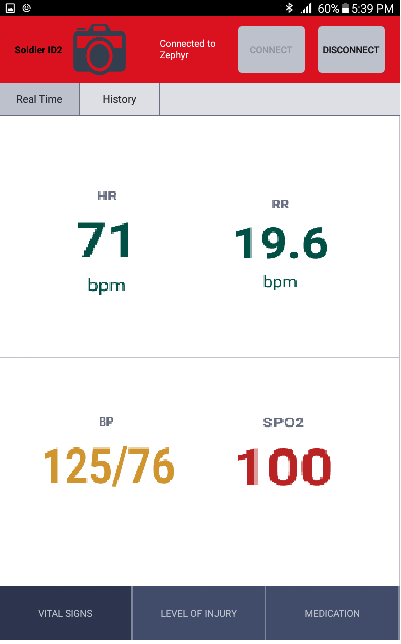 60% 5:39 PM
Soldier ID2
Connected to
Zephyr
CONNECT
DISCONNECT
Real Time
History
HR
71
bpm
RR
19.6
bpm
BP
125/76
SPO2
100
VITAL SIGNS
LEVEL OF INJURY
MEDICATION